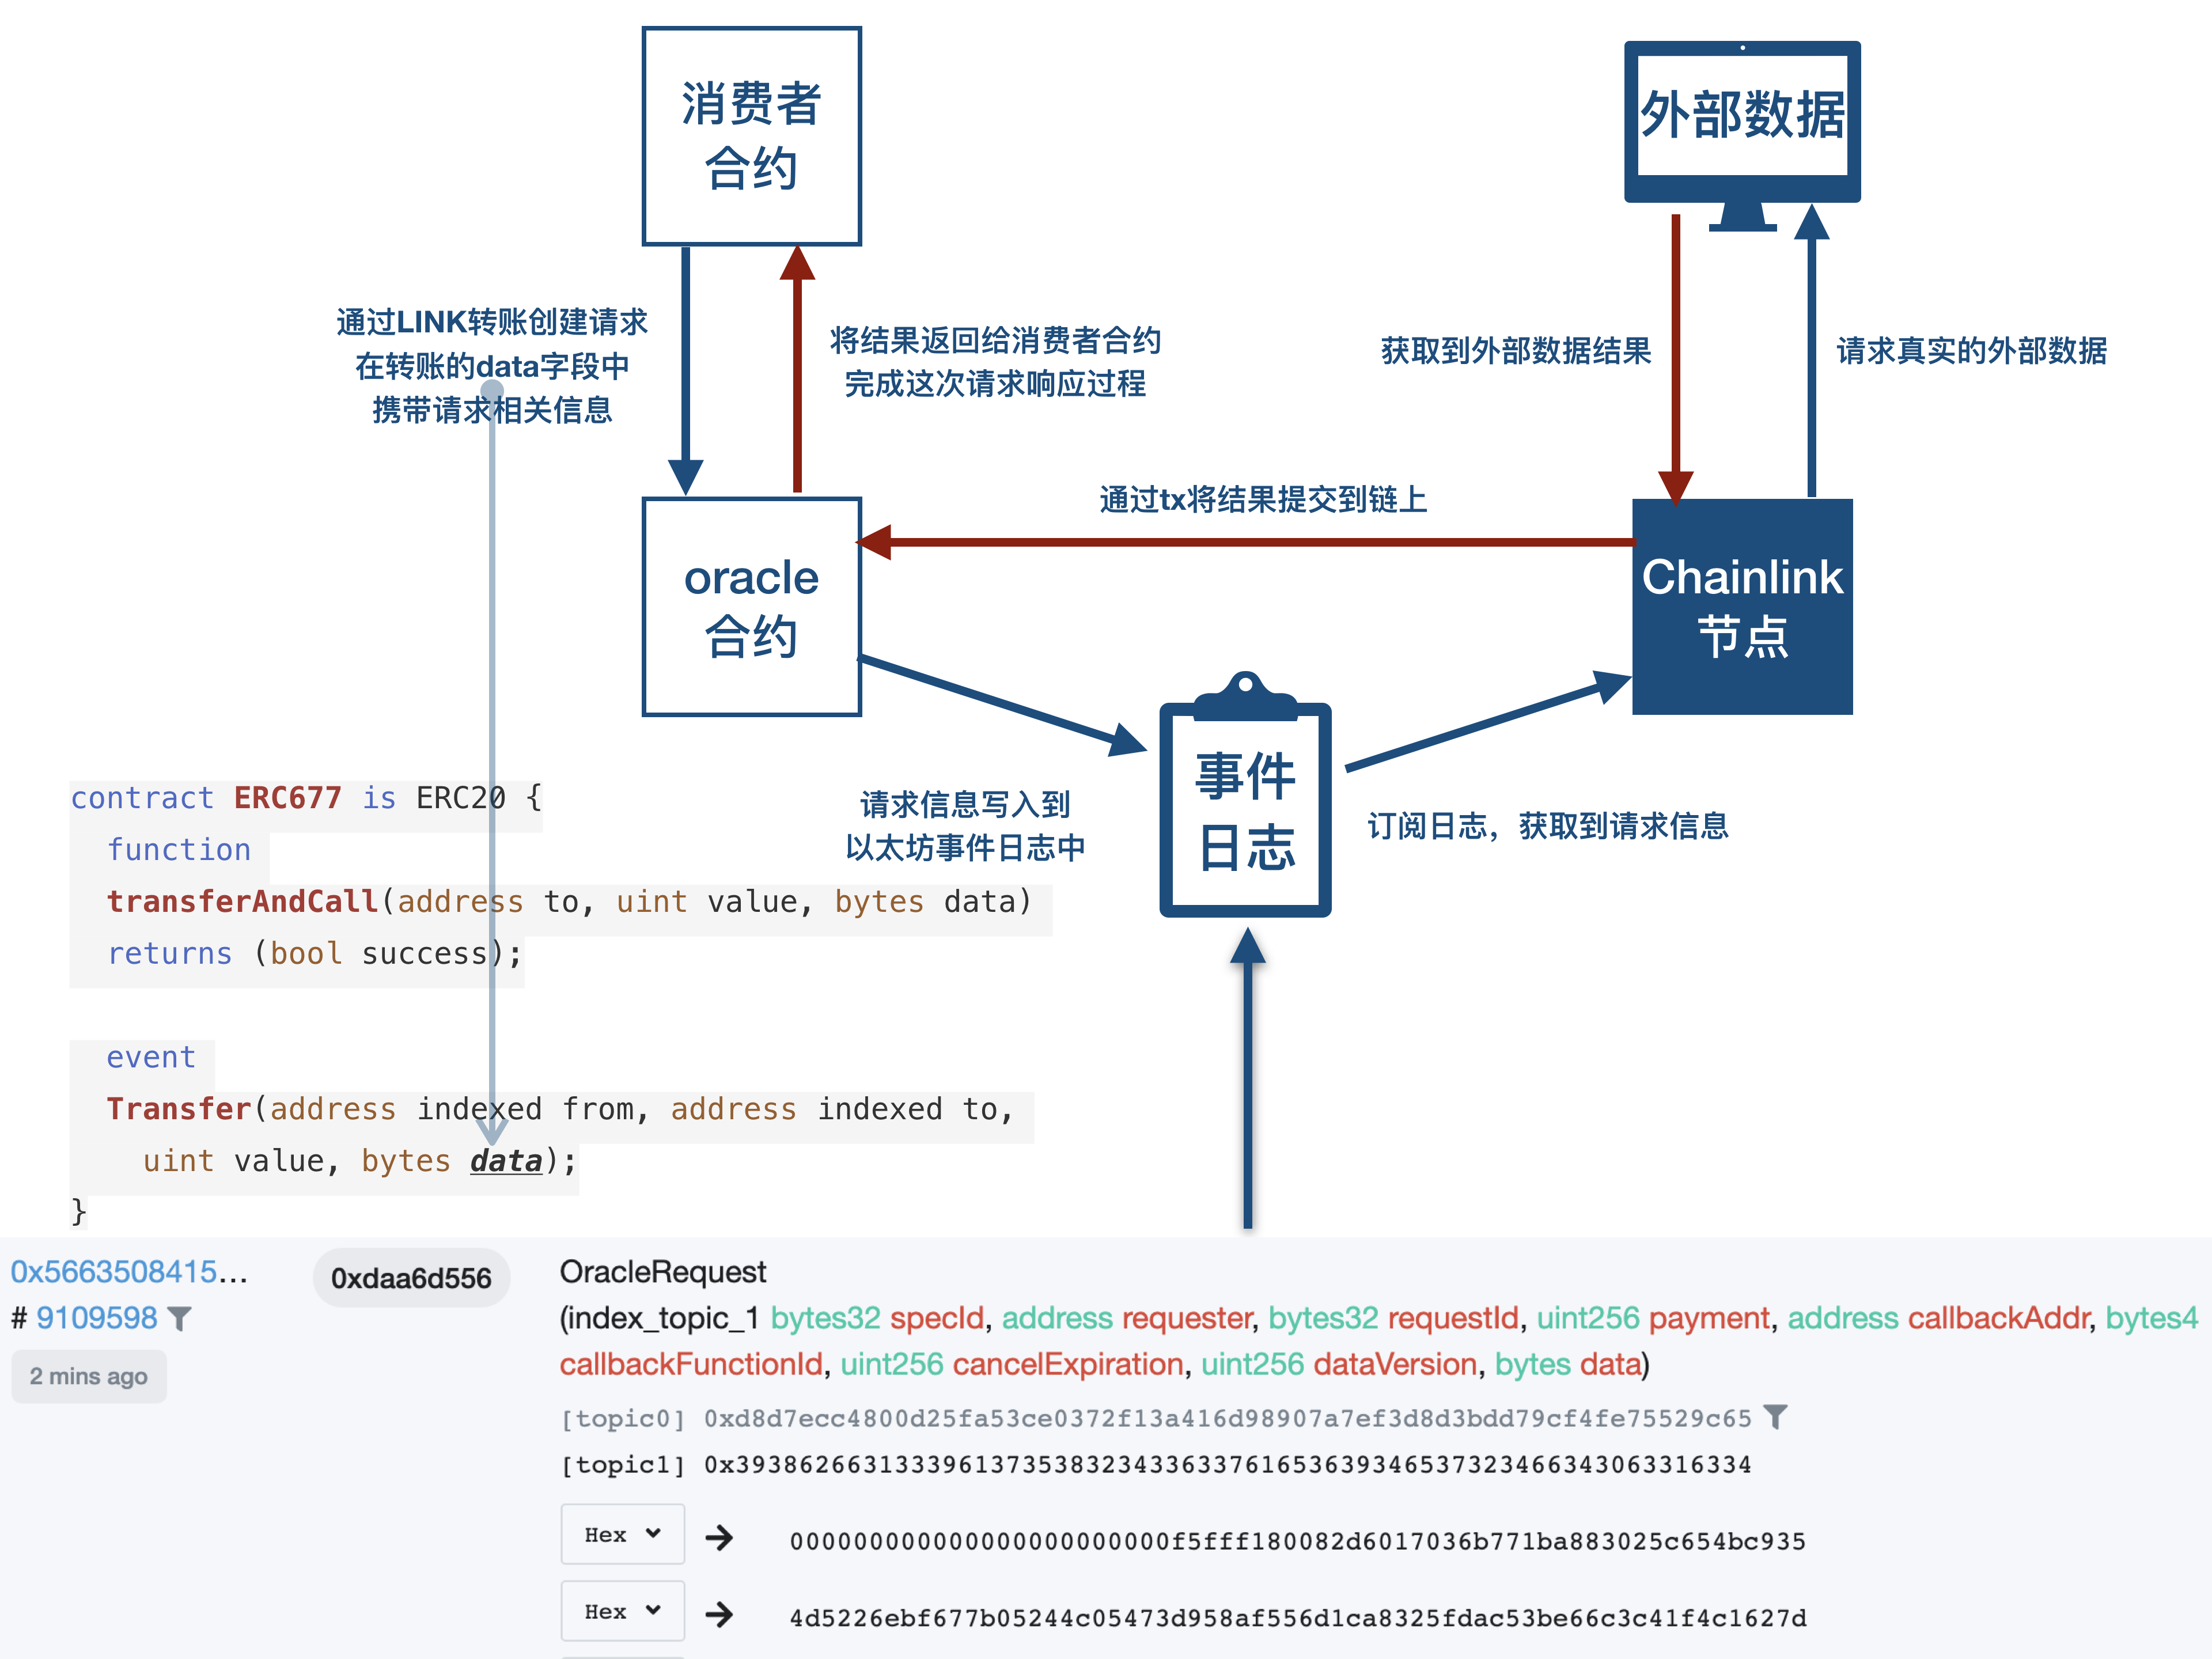 消费者
合约
外部数据
通过LINK转账创建请求
在转账的data字段中
携带请求相关信息
将结果返回给消费者合约
完成这次请求响应过程
获取到外部数据结果
请求真实的外部数据
通过tx将结果提交到链上
oracle
合约
Chainlink
节点
事件
日志
请求信息写入到
以太坊事件日志中
订阅日志，获取到请求信息
contract ERC677 is ERC20 {
function
transferAndCall(address to, uint value, bytes data)
returns (bool success);
event
Transfer(address indexed from, address indexed to,
uint value, bytes data);
}
0x5663508415...
# 9109598
2 mins ago
0xdaa6d556
OracleRequest
(index_topic_1 bytes32 specId, address requester, bytes32 requestId, uint256 payment, address callbackAddr, bytes4
callbackFunctionId, uint256 cancelExpiration, uint256 dataVersion, bytes data)
[topic0] 0xd8d7ecc4800d25fa53ce0372f13a416d98907a7ef3d8d3bdd79cf4fe75529c65
[topic1] 0x3938626631333961373538323433633761653639346537323466343063316334
Hex
000000000000000000000000f5fff180082d6017036b771ba883025c654bc935
Hex
4d5226ebf677b05244c05473d958af556d1ca8325fdac53be66c3c41f4c1627d